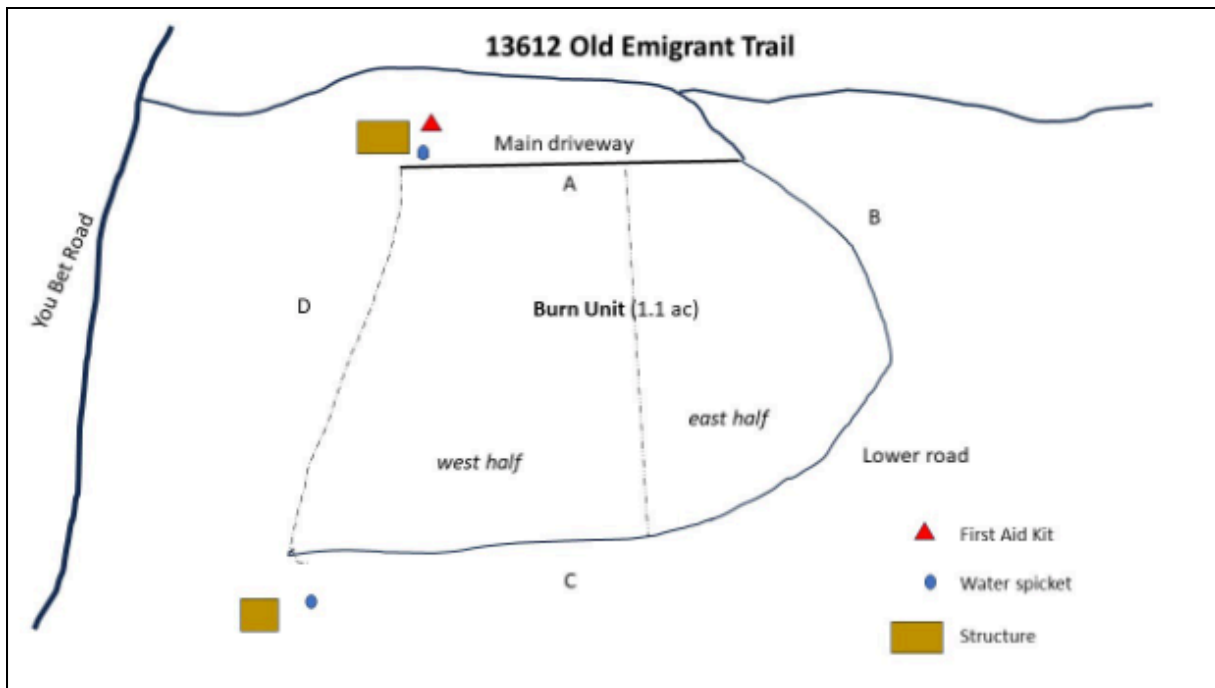 13612 Old Emigrant Trail
Main driveway
A
B
You Bet Road
D
Burn Unit (1.1 ac)
east half
west half
Lower road
First Aid Kit
C
Water spicket
Structure